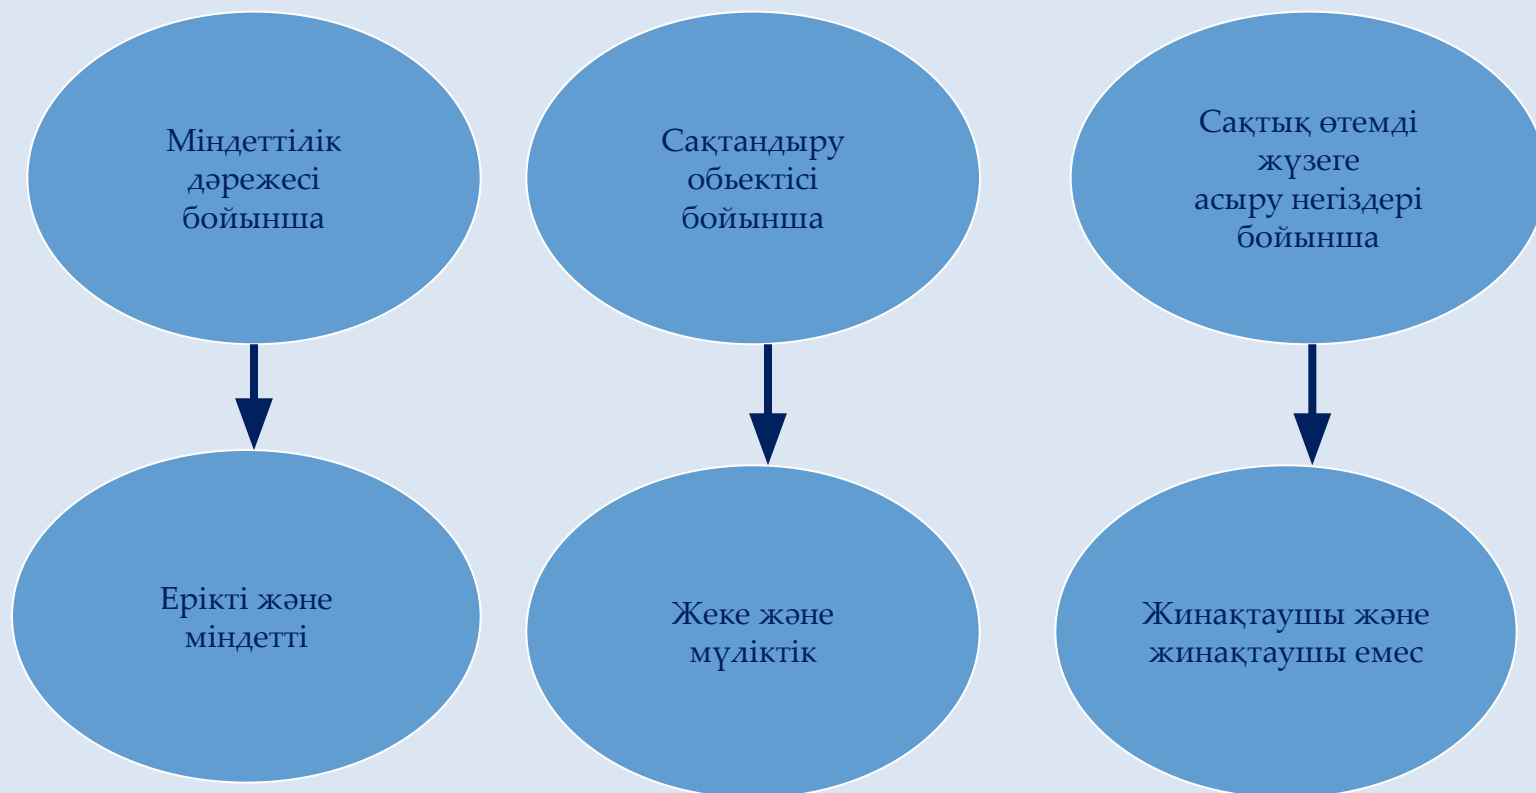 Міндеттілік
дәрежесі
бойынша
Сақтандыру
обьектісі
бойынша
Сақтық өтемді
жүзеге
асыру негіздері
бойынша
Ерікті және
міндетті
Жеке және
мүліктік
Жинақтаушы және
жинақтаушы емес